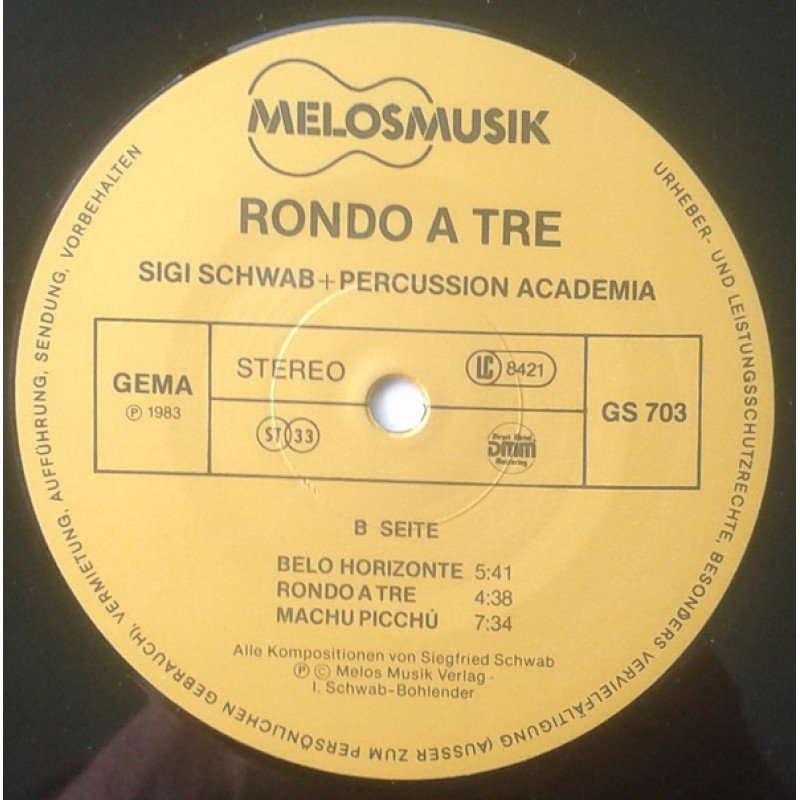 MELOSMUSIK
RONDO A TRE
SIGI SCHWAB + PERCUSSION ACADEMIA
GEMA
℗ 1983
STEREO
LC 8421
ST 33
Direct Metal
DMM
Mastering
GS 703
B SEITE
BELO HORIZONTE 5:41
RONDO A TRE 4:38
MACHU PICCHÚ 7:34
Alle Kompositionen von Siegfried Schwab
℗ © Melos Musik Verlag -
I. Schwab-Bohlender
URHEBER- UND LEISTUNGSSCHUTZRECHTE, BESONDERS VERVIELFÄLTIGUNG (AUSSER ZUM PERSÖNLICHEN GEBRAUCH), VERMIETUNG, AUFFÜHRUNG, SENDUNG, VORBEHALTEN